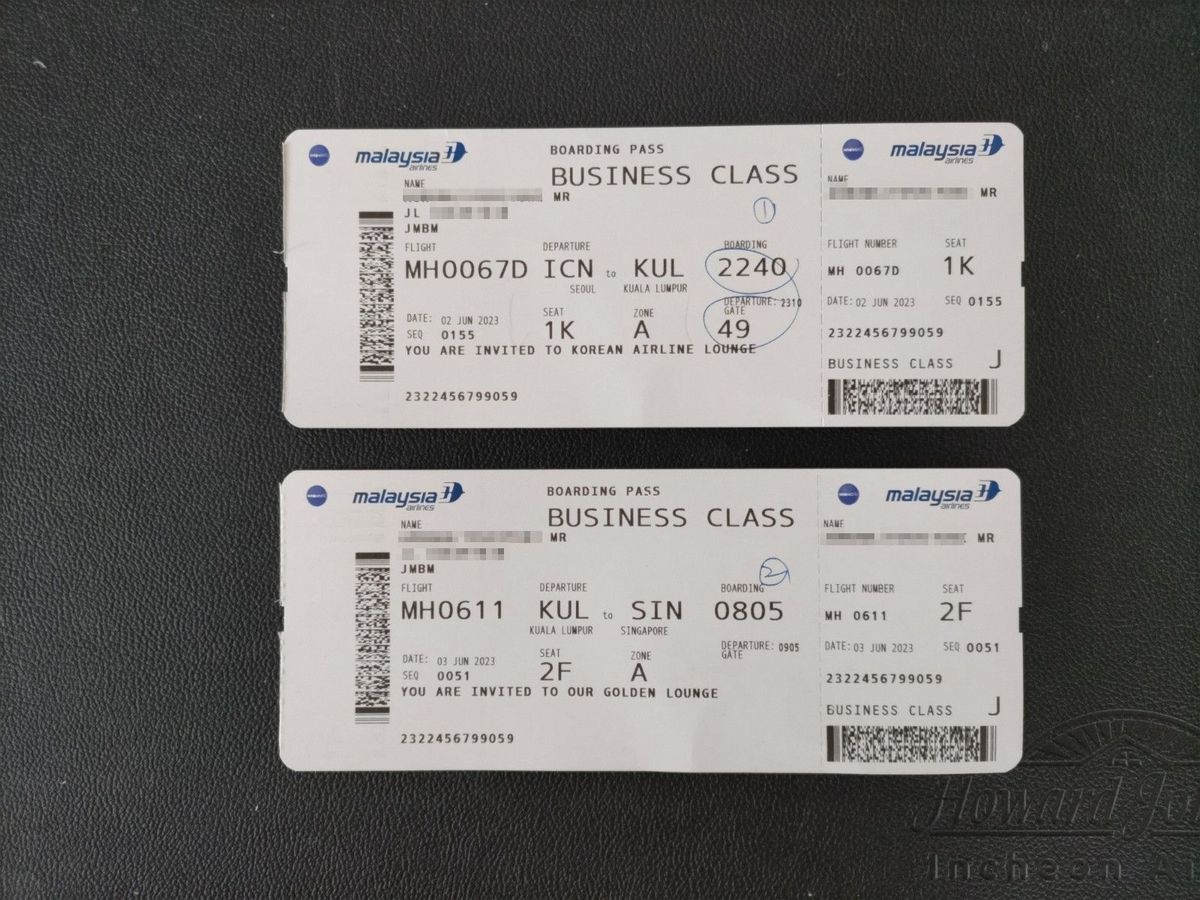 malaysia airlines
BOARDING PASS
BUSINESS CLASS
NAME
MR
JL
JMBM
1
FLIGHT DEPARTURE BOARDING
MH0067D ICN to KUL 2240
SEOUL KUALA LUMPUR
DEPARTURE: 2310
DATE: 02 JUN 2023 SEAT ZONE GATE
SEQ 0155 1K A 49
YOU ARE INVITED TO KOREAN AIRLINE LOUNGE
2322456799059
malaysia airlines
NAME
MR
FLIGHT NUMBER SEAT
MH 0067D 1K
DATE: 02 JUN 2023 SEQ 0155
2322456799059
BUSINESS CLASS J
malaysia airlines
BOARDING PASS
BUSINESS CLASS
NAME
MR
JMBM
2
FLIGHT DEPARTURE BOARDING
MH0611 KUL to SIN 0805
KUALA LUMPUR SINGAPORE
DEPARTURE: 0905
DATE: 03 JUN 2023 SEAT ZONE GATE
SEQ 0051 2F A
YOU ARE INVITED TO OUR GOLDEN LOUNGE
2322456799059
malaysia airlines
NAME
MR
FLIGHT NUMBER SEAT
MH 0611 2F
DATE: 03 JUN 2023 SEQ 0051
2322456799059
BUSINESS CLASS J
Howard
Incheon